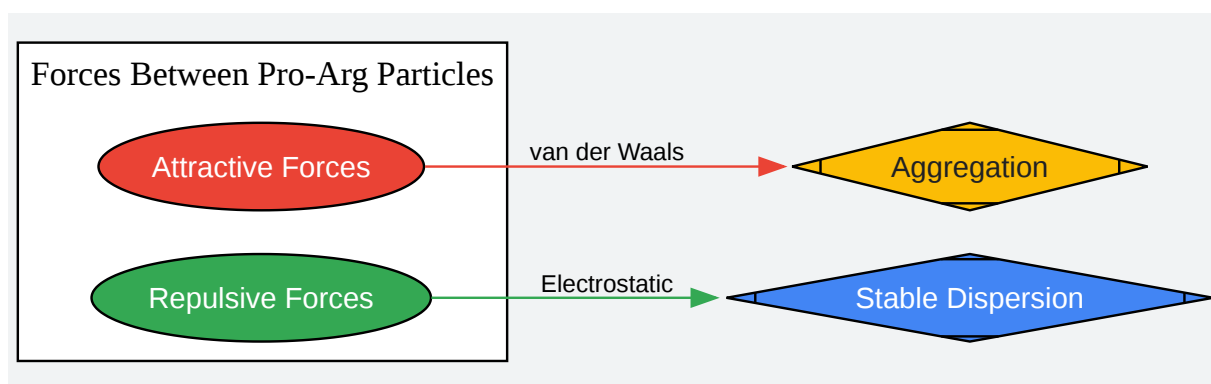 Forces Between Pro-Arg Particles
Attractive Forces
van der Waals
Aggregation
Repulsive Forces
Electrostatic
Stable Dispersion